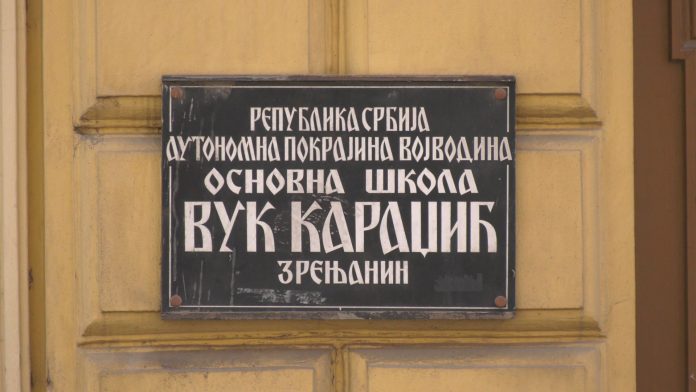 РЕПУБЛИКА СРБИЈА
АУТОНОМНА ПОКРАЈИНА ВОЈВОДИНА
ОСНОВНА ШКОЛА
ВУК КАРАЏИЋ
ЗРЕЊАНИН